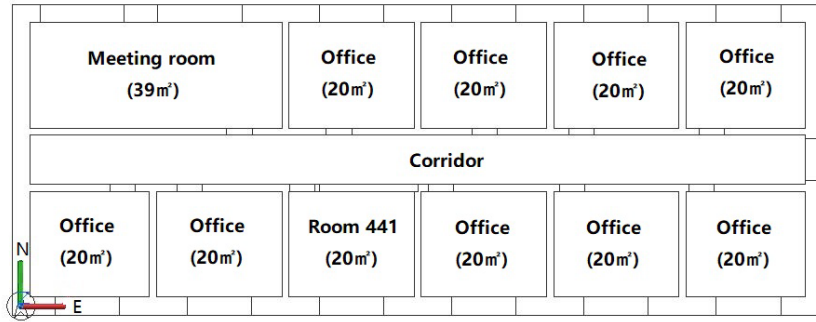 Meeting room
(39㎡)
Office
(20㎡)
Office
(20㎡)
Office
(20㎡)
Office
(20㎡)
Corridor
Office
(20㎡)
Office
(20㎡)
Room 441
(20㎡)
Office
(20㎡)
Office
(20㎡)
Office
(20㎡)
N
E